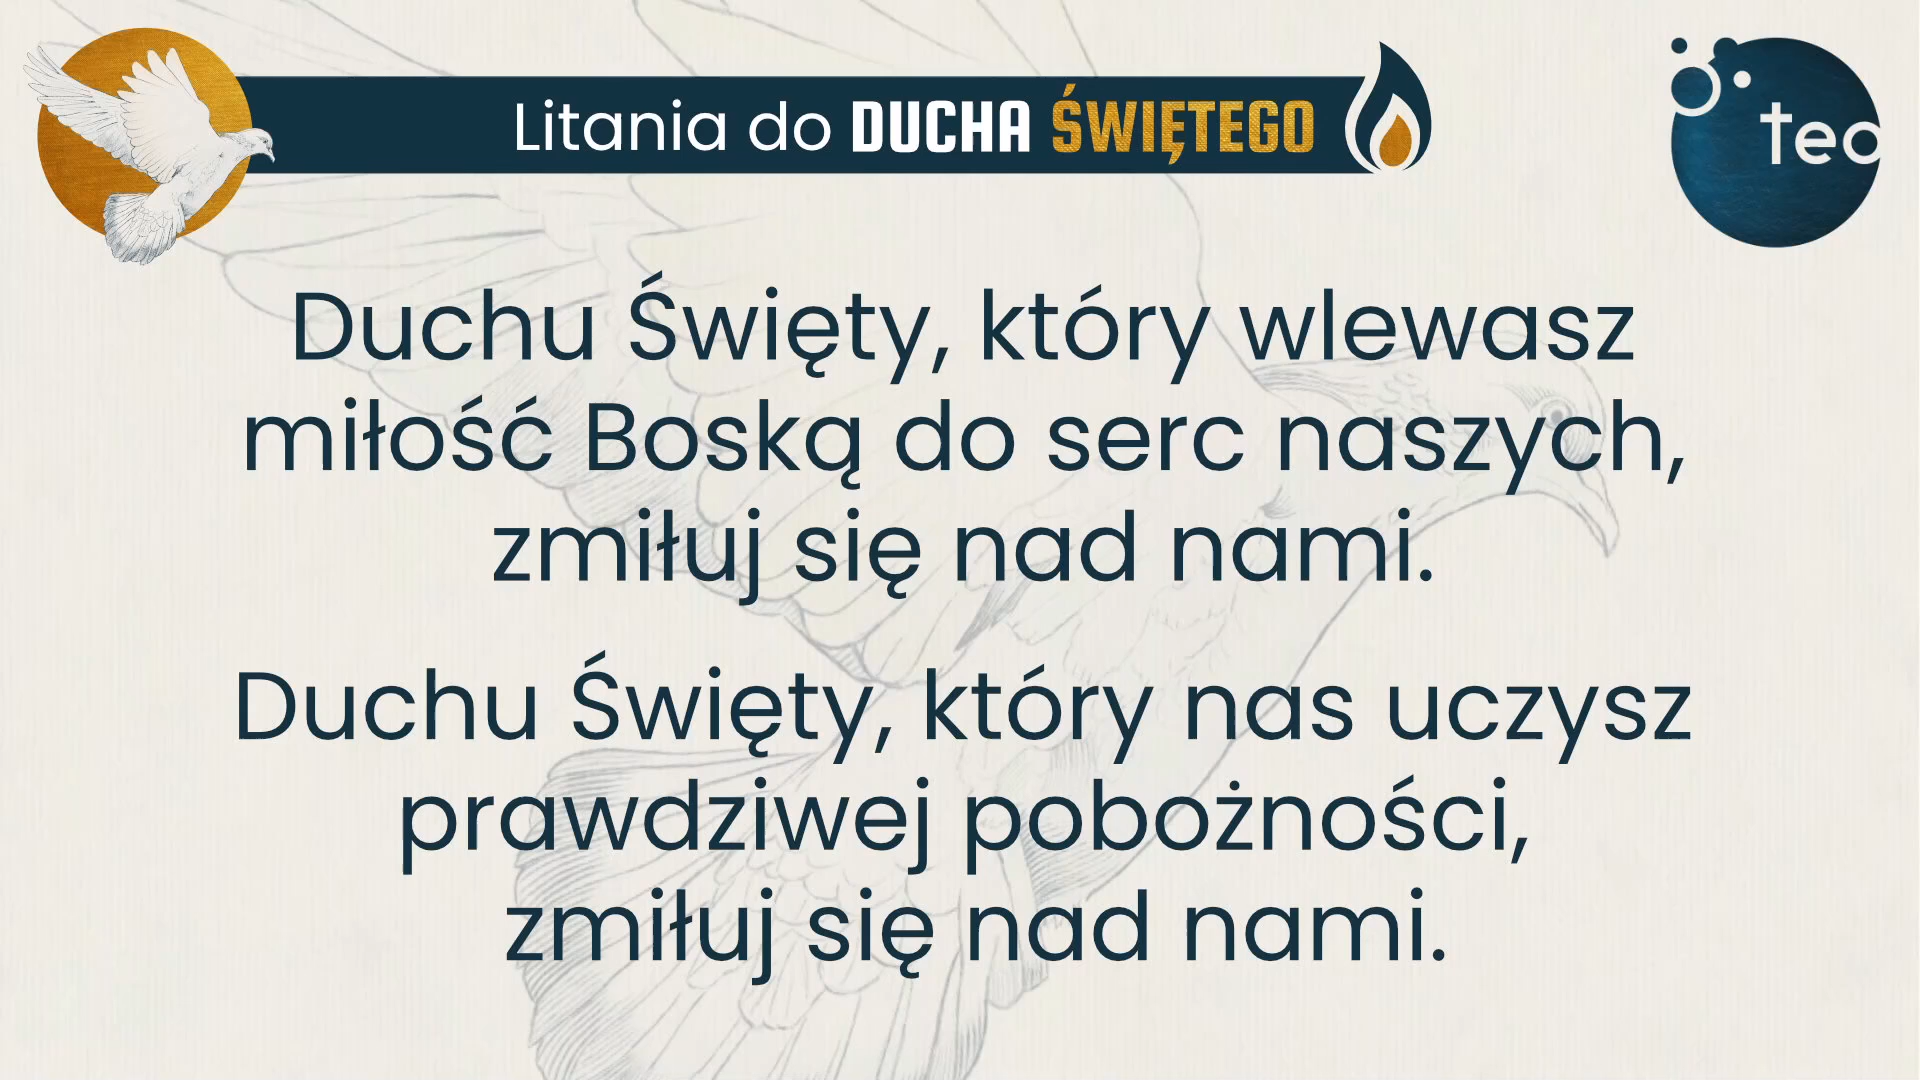 Litania do DUCHA ŚWIĘTEGO
teo
Duchu Święty, który wlewasz
miłość Boską do serc naszych,
zmiłuj się nad nami.
Duchu Święty, który nas uczysz
prawdziwej pobożności,
zmiłuj się nad nami.